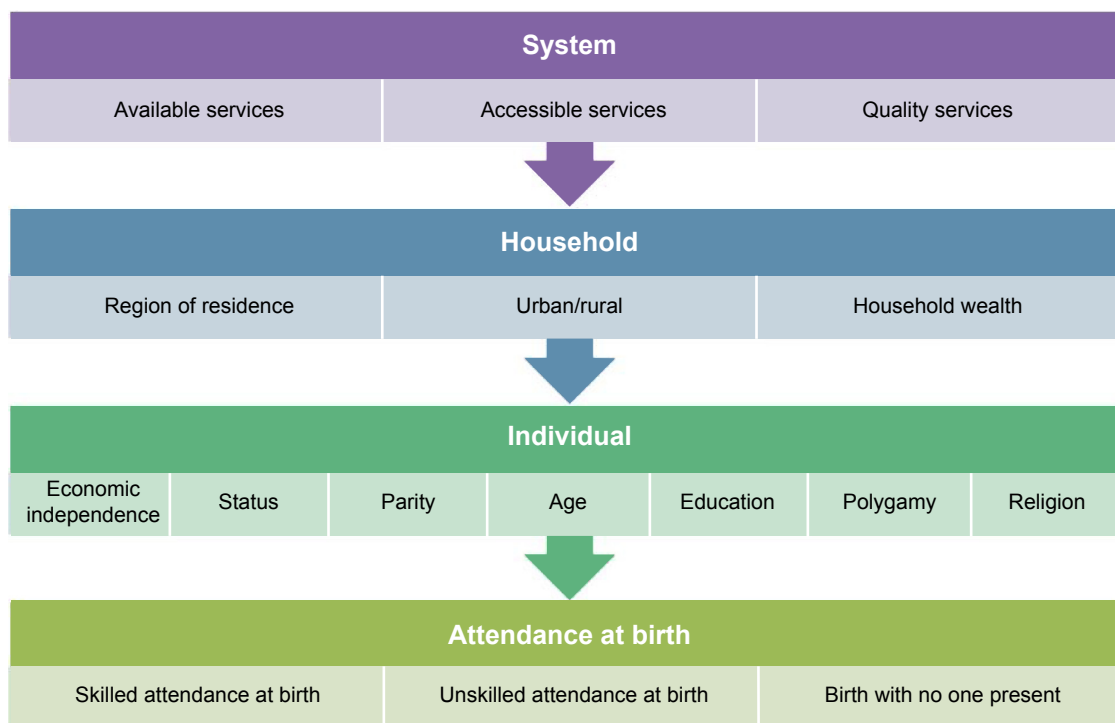 System
Available services
Accessible services
Quality services
Household
Region of residence
Urban/rural
Household wealth
Individual
Economic
independence
Status
Parity
Age
Education
Polygamy
Religion
Attendance at birth
Skilled attendance at birth
Unskilled attendance at birth
Birth with no one present